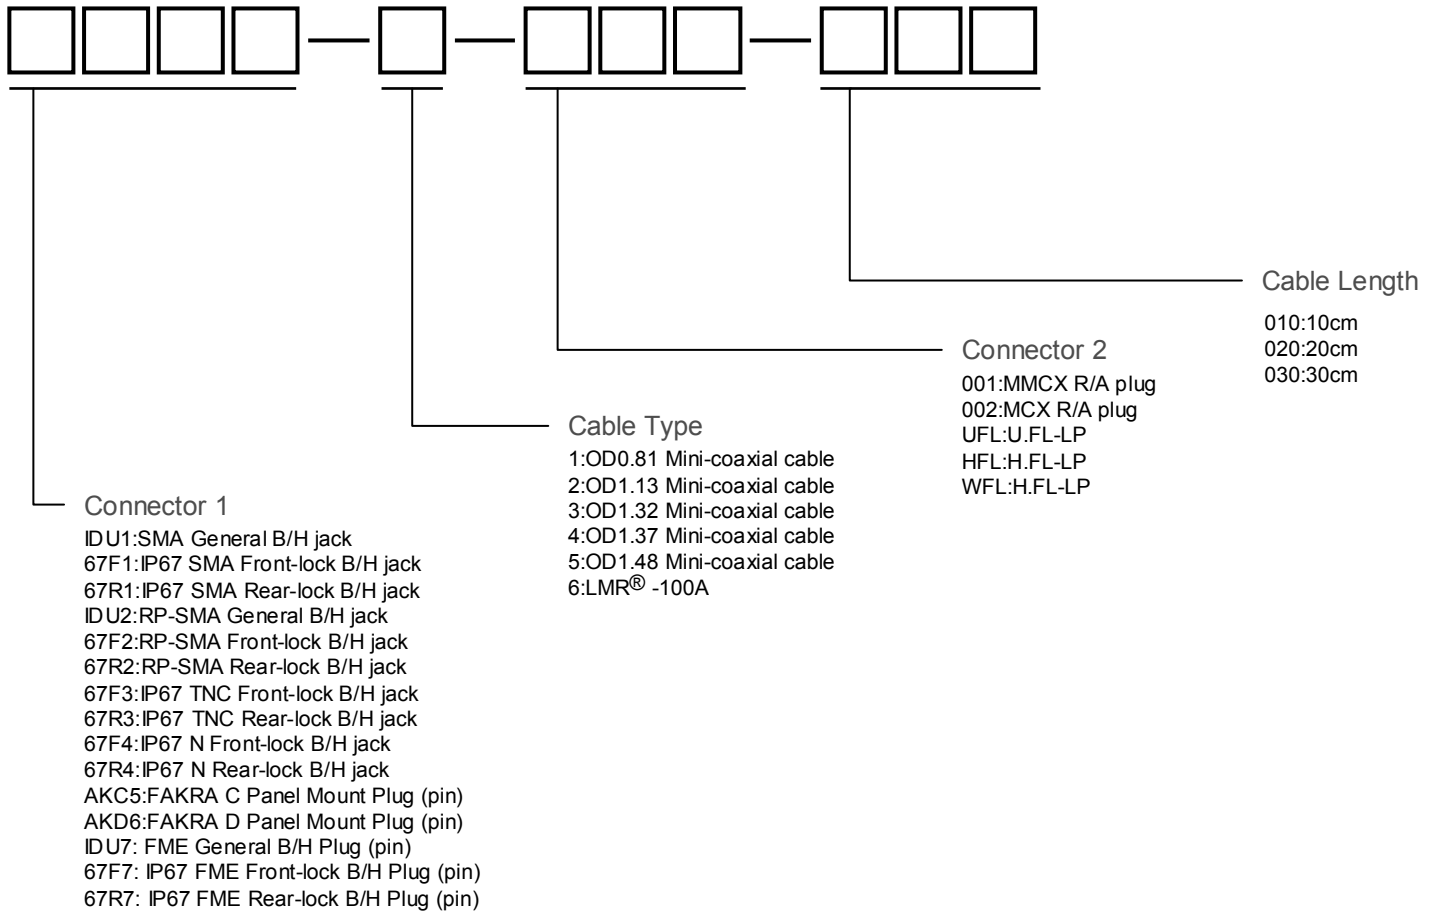 Cable Length
010:10cm
020:20cm
030:30cm
Connector 2
001:MMCX R/A plug
002:MCX R/A plug
UFL:U.FL-LP
HFL:H.FL-LP
WFL:H.FL-LP
Cable Type
1:OD0.81 Mini-coaxial cable
2:OD1.13 Mini-coaxial cable
3:OD1.32 Mini-coaxial cable
4:OD1.37 Mini-coaxial cable
5:OD1.48 Mini-coaxial cable
6:LMR® -100A
Connector 1
IDU1:SMA General B/H jack
67F1:IP67 SMA Front-lock B/H jack
67R1:IP67 SMA Rear-lock B/H jack
IDU2:RP-SMA General B/H jack
67F2:RP-SMA Front-lock B/H jack
67R2:RP-SMA Rear-lock B/H jack
67F3:IP67 TNC Front-lock B/H jack
67R3:IP67 TNC Rear-lock B/H jack
67F4:IP67 N Front-lock B/H jack
67R4:IP67 N Rear-lock B/H jack
AKC5:FAKRA C Panel Mount Plug (pin)
AKD6:FAKRA D Panel Mount Plug (pin)
IDU7: FME General B/H Plug (pin)
67F7: IP67 FME Front-lock B/H Plug (pin)
67R7: IP67 FME Rear-lock B/H Plug (pin)